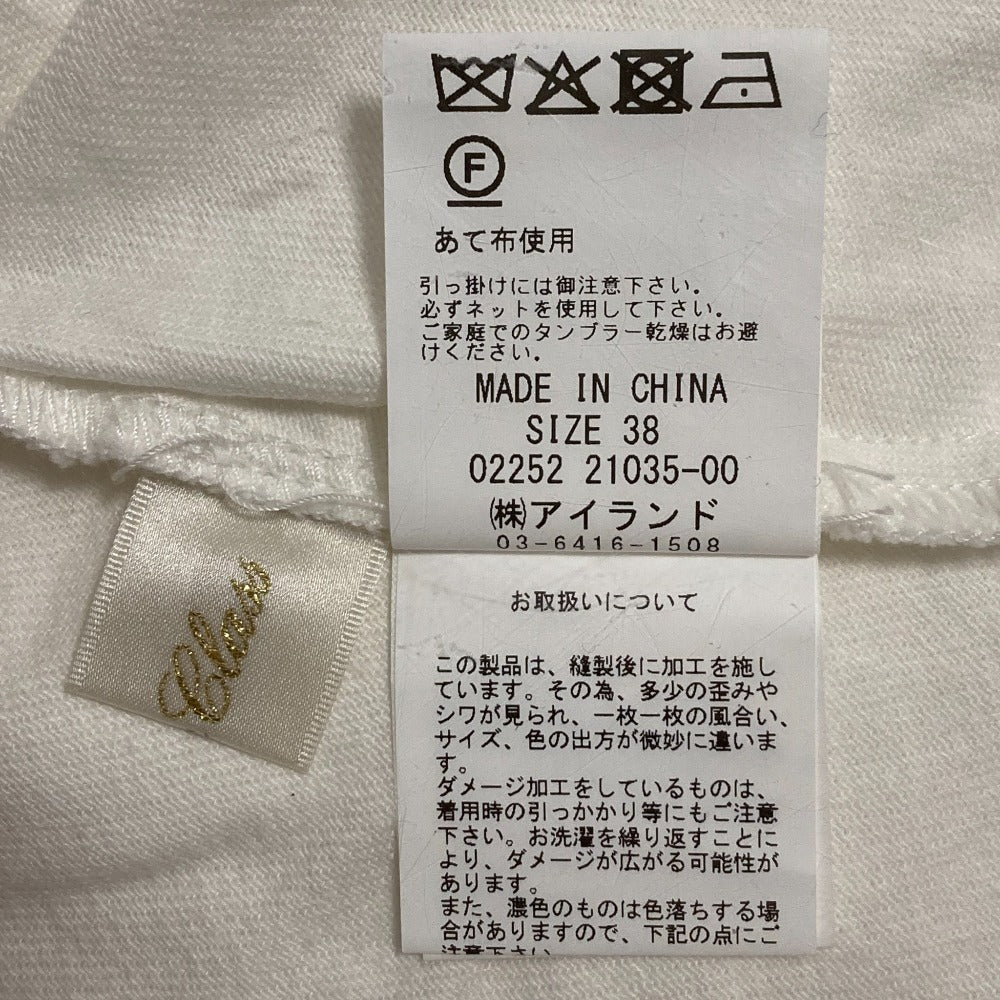 F
あて布使用
引っ掛けには御注意下さい。
必ずネットを使用して下さい。
ご家庭でのタンブラー乾燥はお避
けください。
MADE IN CHINA
SIZE 38
02252 21035-00
㈱アイランド
03-6416-1508
Class
お取扱いについて
この製品は、縫製後に加工を施し
ています。その為、多少の歪みや
シワが見られ、一枚一枚の風合い、
サイズ、色の出方が微妙に違いま
す。
ダメージ加工をしているものは、
着用時の引っかかり等にもご注意
下さい。お洗濯を繰り返すことに
より、ダメージが広がる可能性が
あります。
また、濃色のものは色落ちする場
合がありますので、下記の点にご
注意下さい。